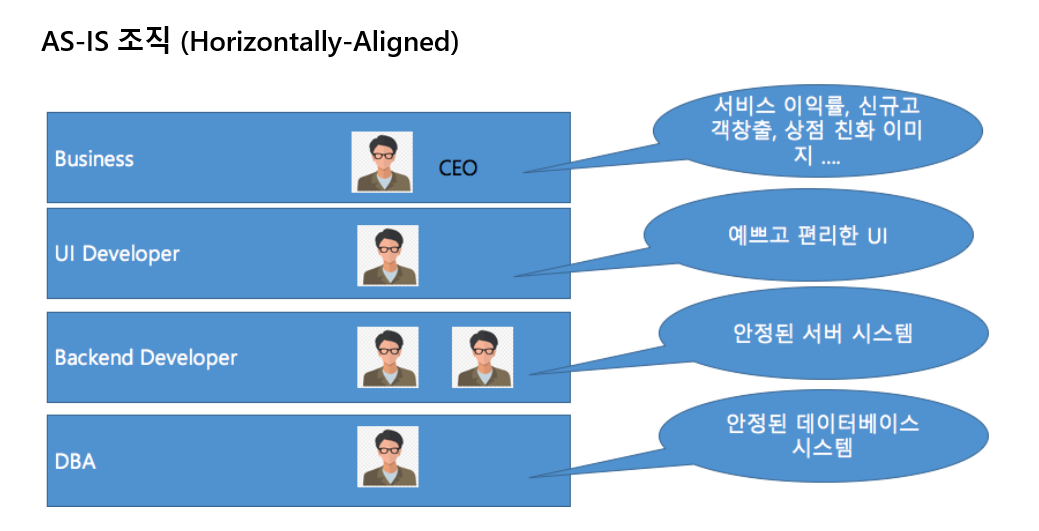 AS-IS 조직 (Horizontally-Aligned)
Business
CEO
서비스 이익률, 신규고
객창출, 상점 친화 이미
지 ....
UI Developer
예쁘고 편리한 UI
Backend Developer
안정된 서버 시스템
DBA
안정된 데이터베이스
시스템